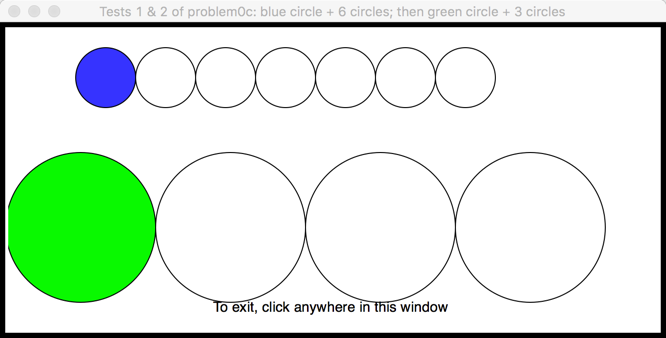 Tests 1 & 2 of problem0c: blue circle + 6 circles; then green circle + 3 circles
To exit, click anywhere in this window